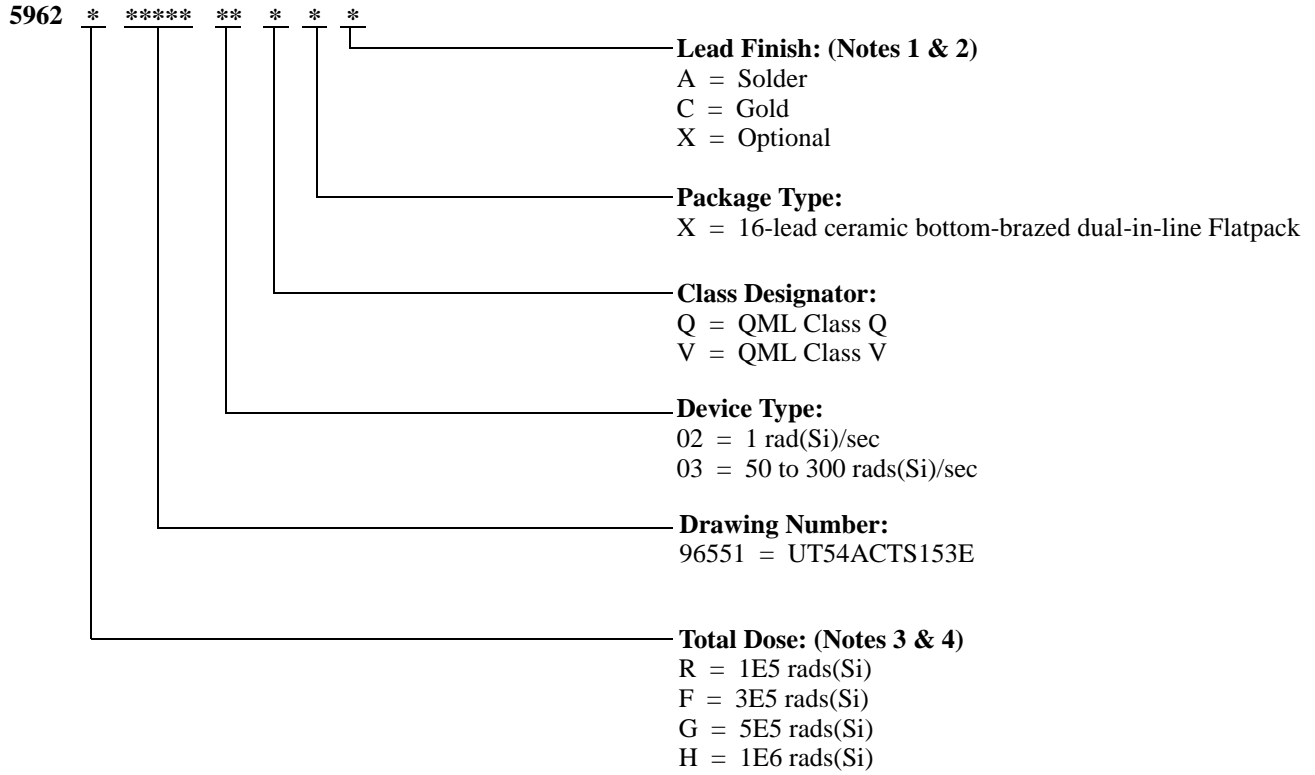 5962 * ***** ** * * *
Lead Finish: (Notes 1 & 2)
A = Solder
C = Gold
X = Optional
Package Type:
X = 16-lead ceramic bottom-brazed dual-in-line Flatpack
Class Designator:
Q = QML Class Q
V = QML Class V
Device Type:
02 = 1 rad(Si)/sec
03 = 50 to 300 rads(Si)/sec
Drawing Number:
96551 = UT54ACTS153E
Total Dose: (Notes 3 & 4)
R = 1E5 rads(Si)
F = 3E5 rads(Si)
G = 5E5 rads(Si)
H = 1E6 rads(Si)